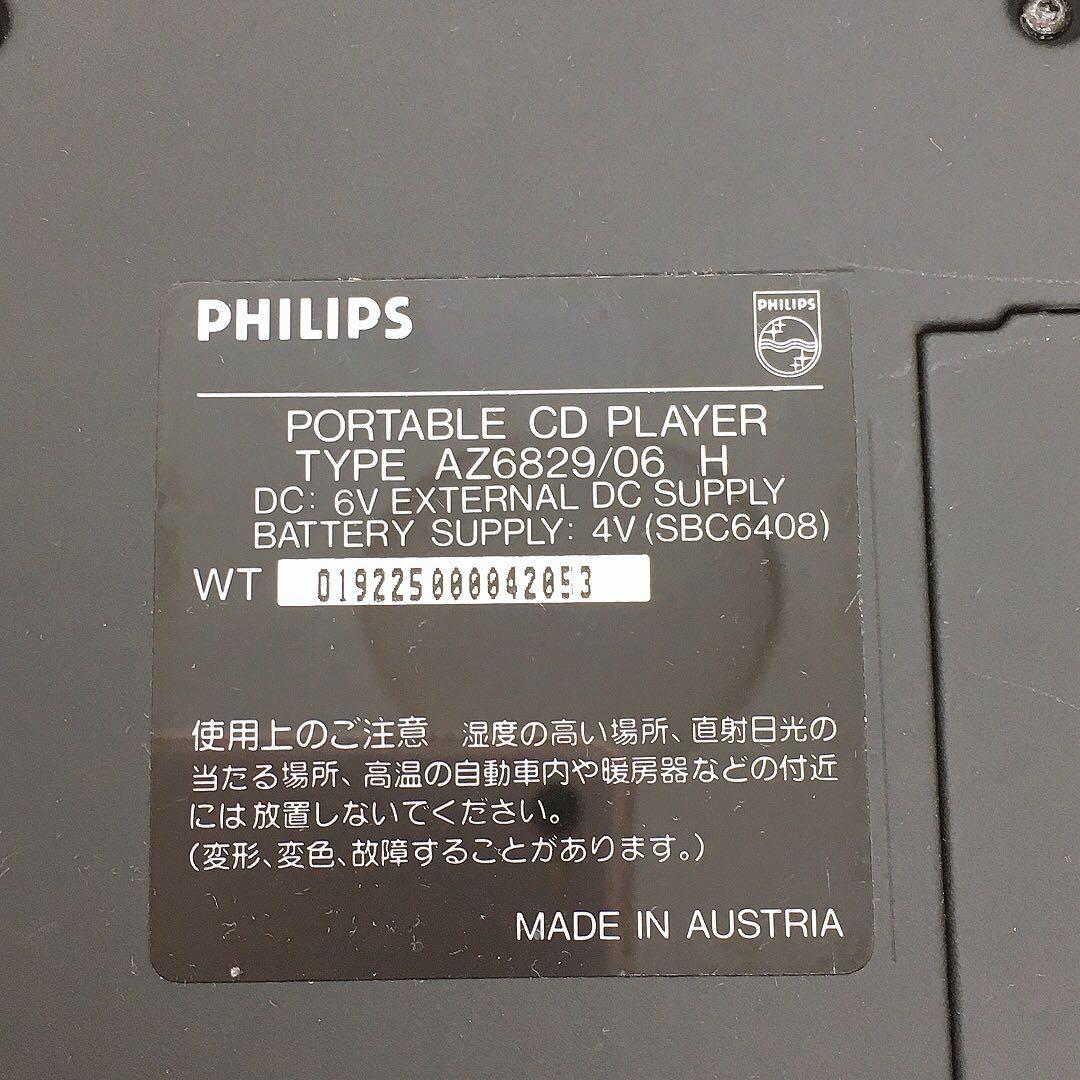 PHILIPS
PHILIPS
PORTABLE CD PLAYER
TYPE AZ6829/06 H
DC: 6V EXTERNAL DC SUPPLY
BATTERY SUPPLY: 4V (SBC6408)
WT 019225000042053
使用上のご注意 湿度の高い場所、直射日光の
当たる場所、高温の自動車内や暖房器などの付近
には放置しないでください。
(変形、変色、故障することがあります。)
MADE IN AUSTRIA